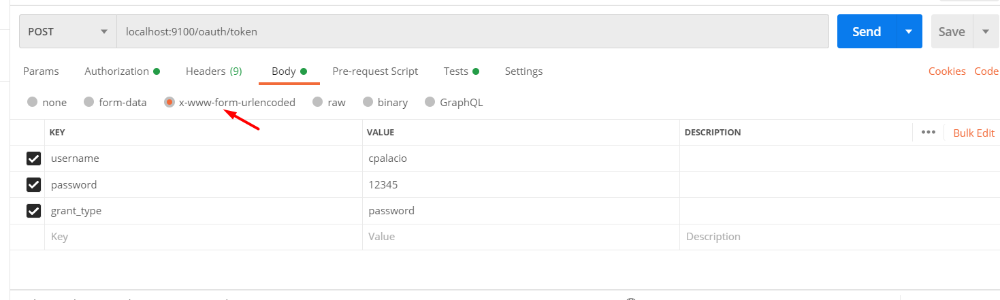 POST localhost:9100/oauth/token Send Save
Params Authorization Headers (9) Body Pre-request Script Tests Settings Cookies Code
none form-data x-www-form-urlencoded raw binary GraphQL
KEY VALUE DESCRIPTION ••• Bulk Edit
username cpalacio
password 12345
grant_type password
Key Value Description